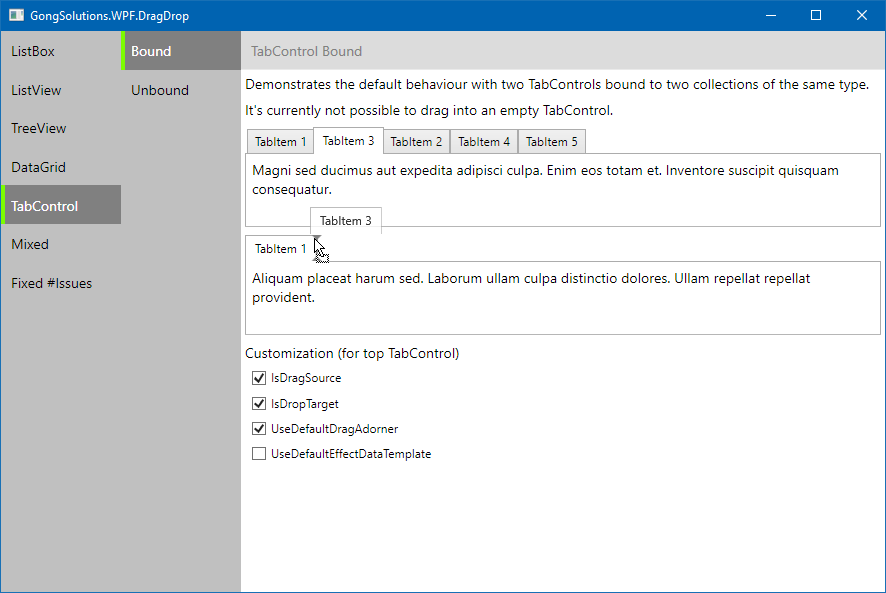 GongSolutions.WPF.DragDrop
ListBox
ListView
TreeView
DataGrid
TabControl
Mixed
Fixed #Issues
Bound
Unbound
TabControl Bound
Demonstrates the default behaviour with two TabControls bound to two collections of the same type.
It's currently not possible to drag into an empty TabControl.
TabItem 1 TabItem 3 TabItem 2 TabItem 4 TabItem 5
Magni sed ducimus aut expedita adipisci culpa. Enim eos totam et. Inventore suscipit quisquam
consequatur.
TabItem 3
TabItem 1
Aliquam placeat harum sed. Laborum ullam culpa distinctio dolores. Ullam repellat repellat
provident.
Customization (for top TabControl)
IsDragSource
IsDropTarget
UseDefaultDragAdorner
UseDefaultEffectDataTemplate